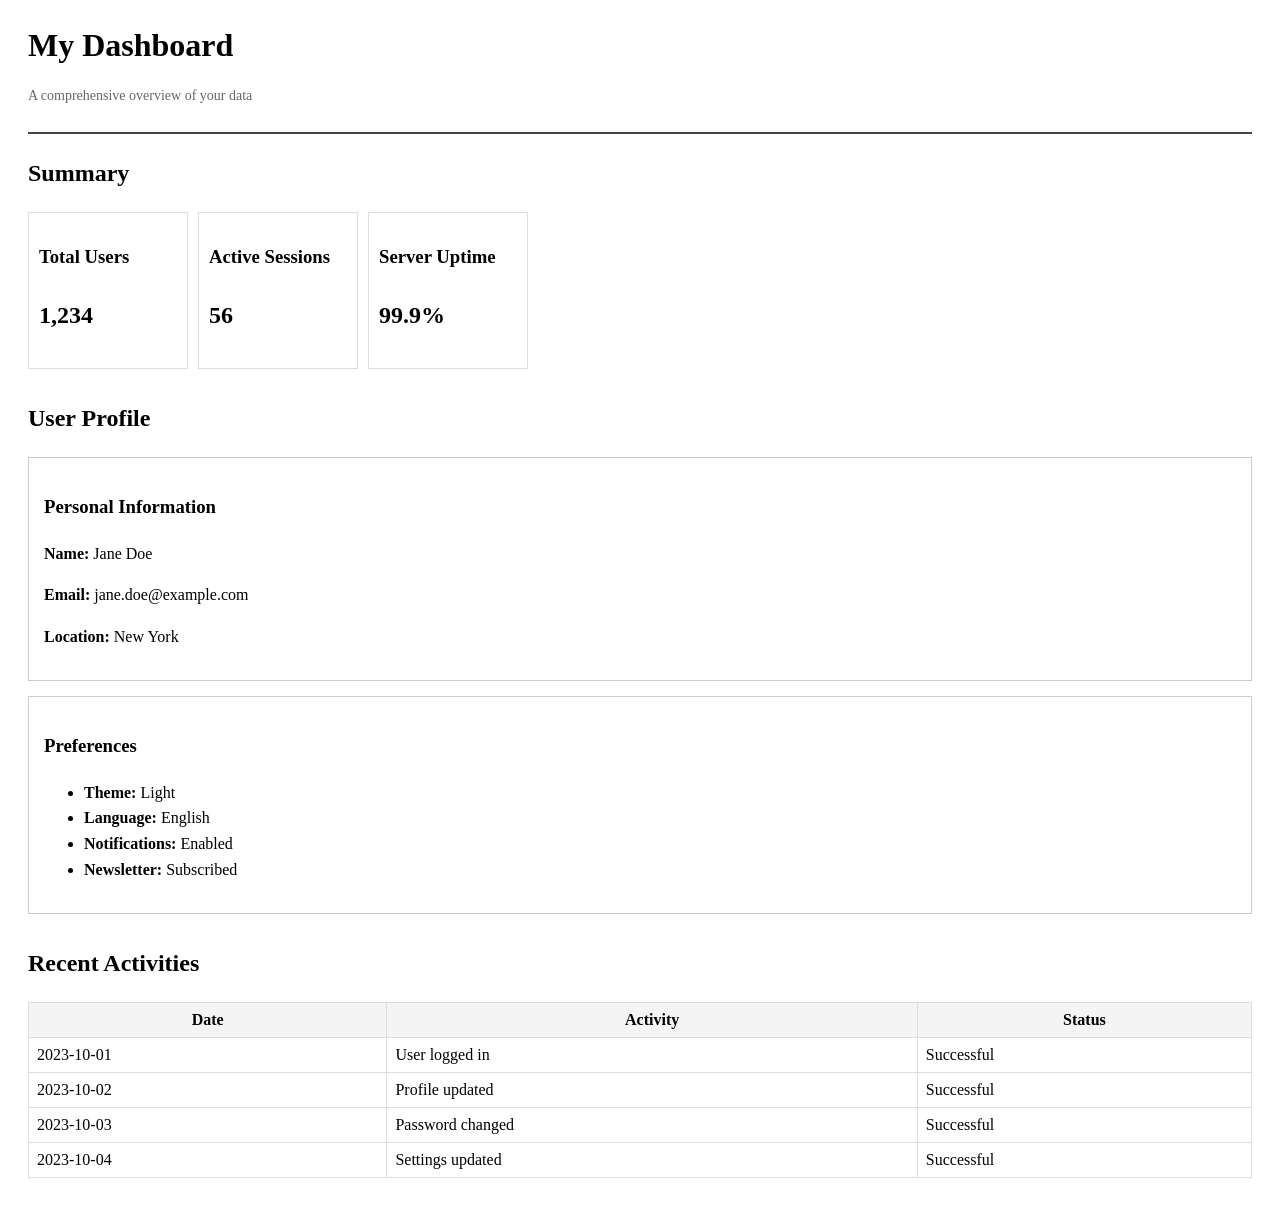 My Dashboard
A comprehensive overview of your data
Summary
Total Users
1,234
Active Sessions
56
Server Uptime
99.9%
User Profile
Personal Information
Name: Jane Doe
Email: jane.doe@example.com
Location: New York
Preferences
Theme: Light
Language: English
Notifications: Enabled
Newsletter: Subscribed
Recent Activities
Date Activity Status
2023-10-01 User logged in Successful
2023-10-02 Profile updated Successful
2023-10-03 Password changed Successful
2023-10-04 Settings updated Successful